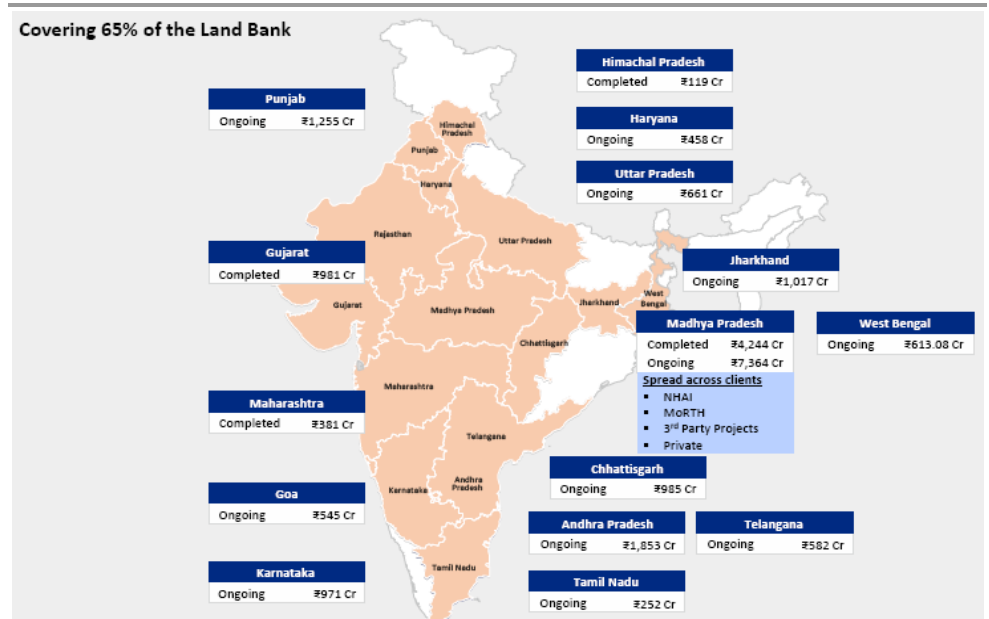 Covering 65% of the Land Bank
Himachal Pradesh
Completed ₹119 Cr
Punjab
Ongoing ₹1,255 Cr
Haryana
Ongoing ₹458 Cr
Uttar Pradesh
Ongoing ₹661 Cr
Himachal
Pradesh
Punjab
Haryana
Rajasthan
Uttar Pradesh
Gujarat
Completed ₹981 Cr
Jharkhand
Ongoing ₹1,017 Cr
Gujarat
Madhya Pradesh
Jharkhand
West
Bengal
Chhattisgarh
Madhya Pradesh
Completed ₹4,244 Cr
Ongoing ₹7,364 Cr
Spread across clients
▪ NHAI
▪ MoRTH
▪ 3rd Party Projects
▪ Private
West Bengal
Ongoing ₹613.08 Cr
Maharashtra
Maharashtra
Completed ₹381 Cr
Telangana
Chhattisgarh
Ongoing ₹985 Cr
Karnataka
Andhra
Pradesh
Goa
Ongoing ₹545 Cr
Andhra Pradesh
Ongoing ₹1,853 Cr
Telangana
Ongoing ₹582 Cr
Karnataka
Ongoing ₹971 Cr
Tamil Nadu
Tamil Nadu
Ongoing ₹252 Cr